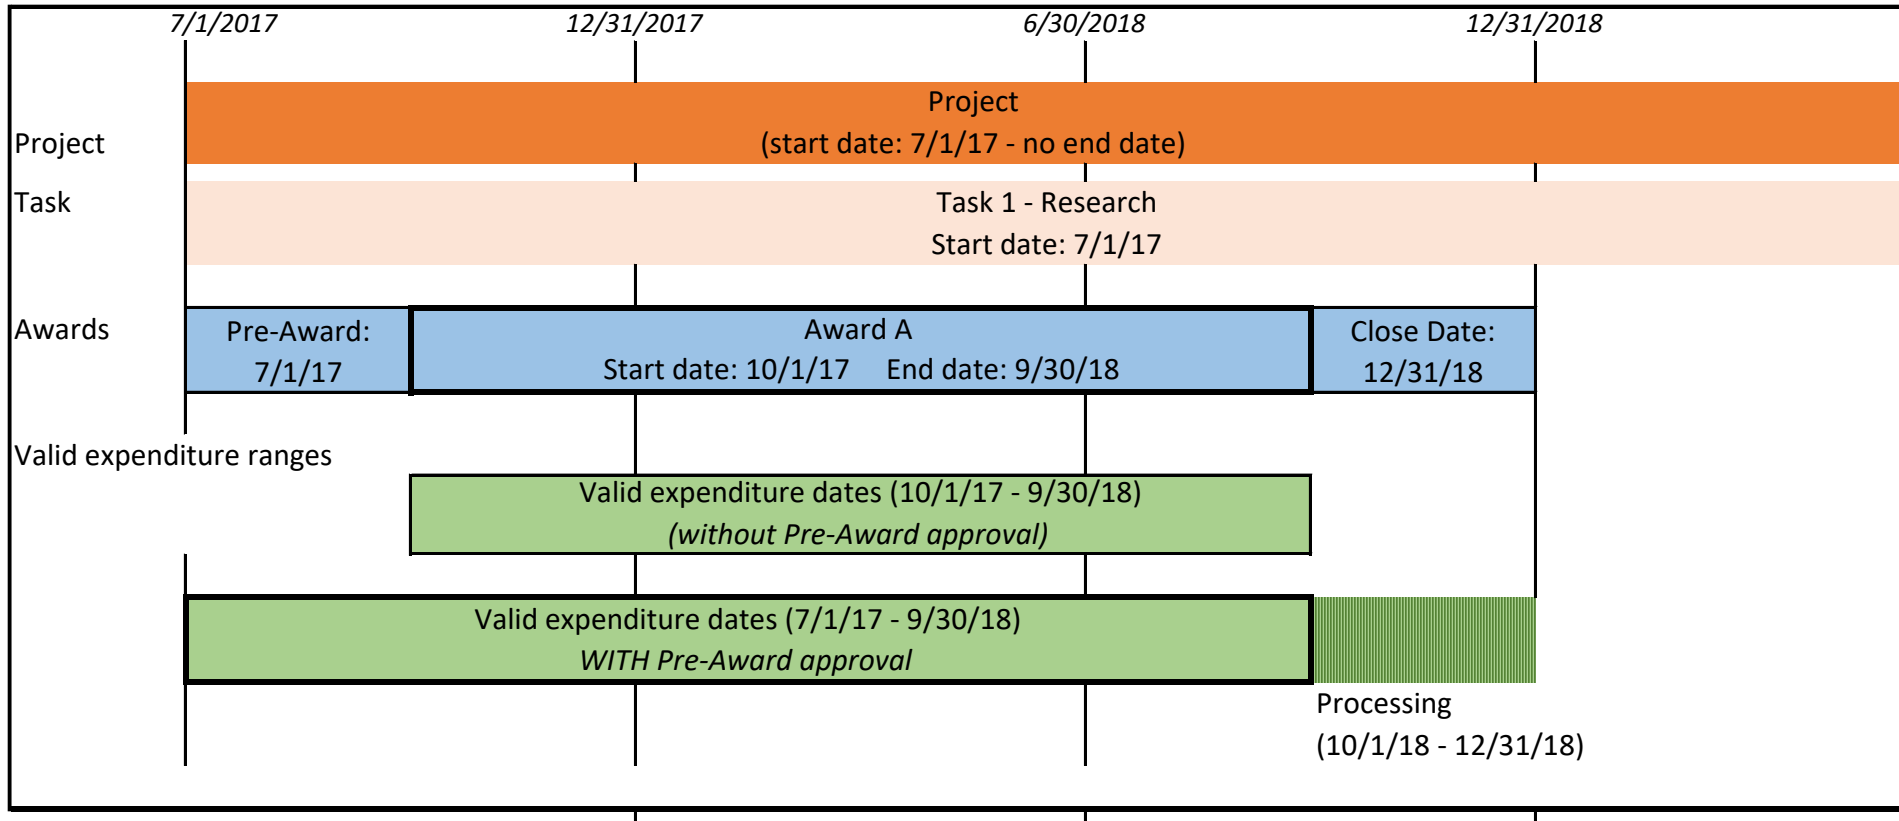 7/1/2017 12/31/2017 6/30/2018 12/31/2018
Project
Project
(start date: 7/1/17 - no end date)
Task
Task 1 - Research
Start date: 7/1/17
Awards
Pre-Award:
7/1/17
Award A
Start date: 10/1/17 End date: 9/30/18
Close Date:
12/31/18
Valid expenditure ranges
Valid expenditure dates (10/1/17 - 9/30/18)
(without Pre-Award approval)
Valid expenditure dates (7/1/17 - 9/30/18)
WITH Pre-Award approval
Processing
(10/1/18 - 12/31/18)